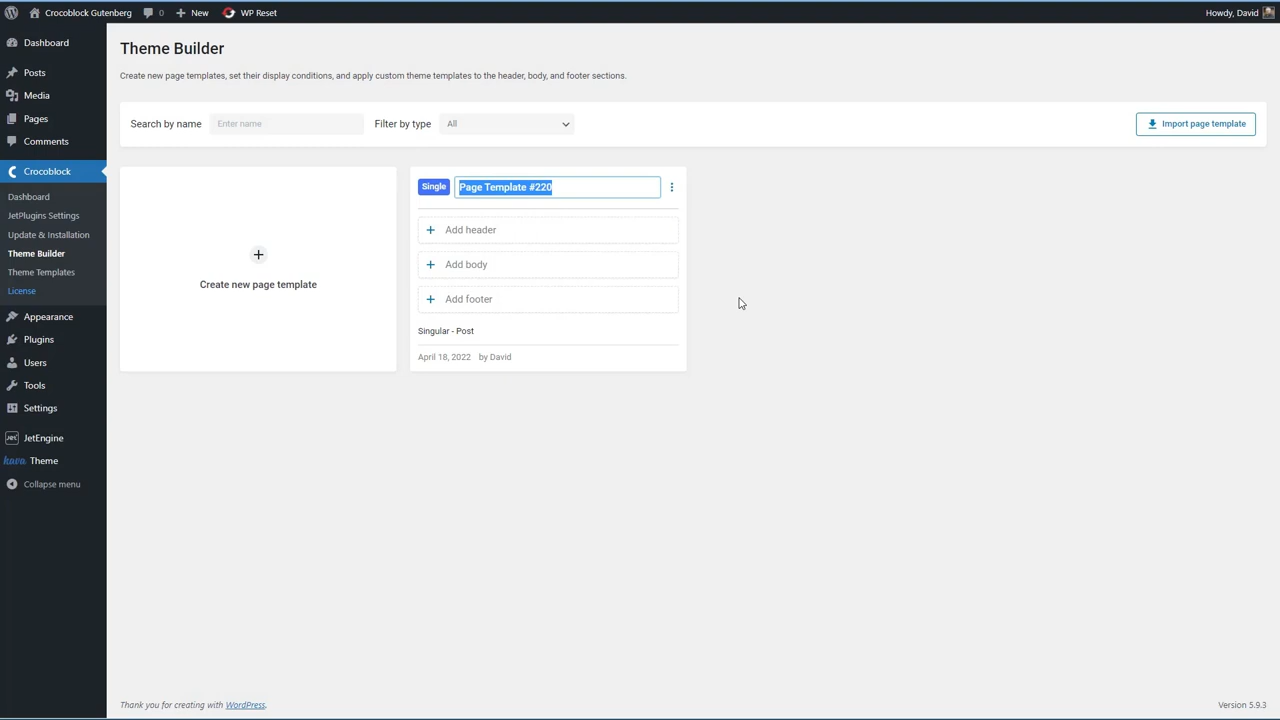 Crocoblock Gutenberg 0 New WP Reset Howdy, David
Dashboard
Posts
Media
Pages
Comments
Crocoblock
Dashboard
JetPlugins Settings
Update & Installation
Theme Builder
Theme Templates
License
Appearance
Plugins
Users
Tools
Settings
JetEngine
kava Theme
Collapse menu
Theme Builder
Create new page templates, set their display conditions, and apply custom theme templates to the header, body, and footer sections.
Search by name Enter name Filter by type All Import page template
Create new page template
Single Page Template #220
Add header
Add body
Add footer
Singular - Post
April 18, 2022 by David
Thank you for creating with WordPress. Version 5.9.3